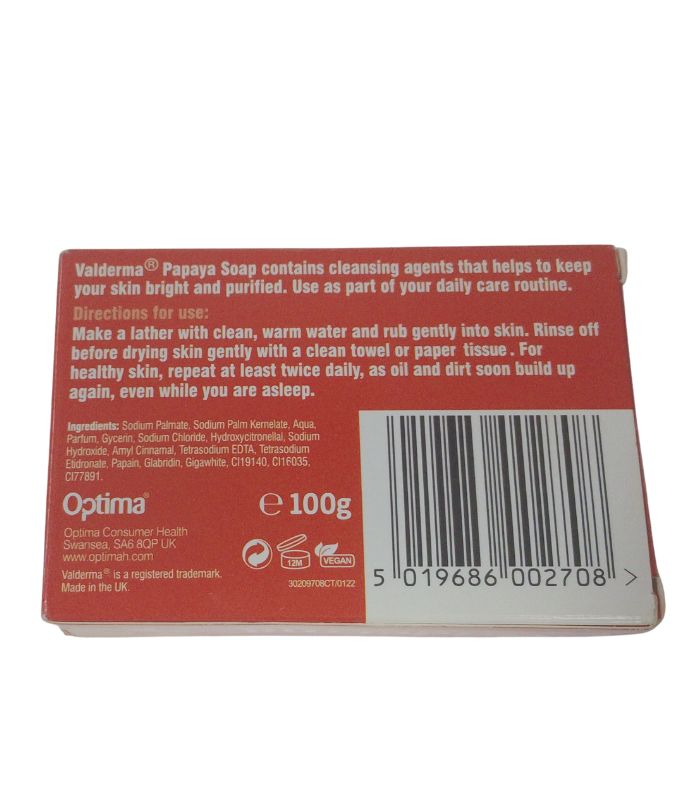 Valderma® Papaya Soap contains cleansing agents that helps to keep
your skin bright and purified. Use as part of your daily care routine.
Directions for use:
Make a lather with clean, warm water and rub gently into skin. Rinse off
before drying skin gently with a clean towel or paper tissue. For
healthy skin, repeat at least twice daily, as oil and dirt soon build up
again, even while you are asleep.
Ingredients: Sodium Palmate, Sodium Palm Kernelate, Aqua,
Parfum, Glycerin, Sodium Chloride, Hydroxycitronellal, Sodium
Hydroxide, Amyl Cinnamal, Tetrasodium EDTA, Tetrasodium
Etidronate, Papain, Glabridin, Gigawhite, CI19140, CI16035,
CI77891.
Optima®
℮ 100g
Optima Consumer Health
Swansea, SA6 8QP UK
www.optimah.com
Valderma® is a registered trademark.
Made in the UK.
12M
VEGAN
30209708CT/0122
5 019686 002708 >